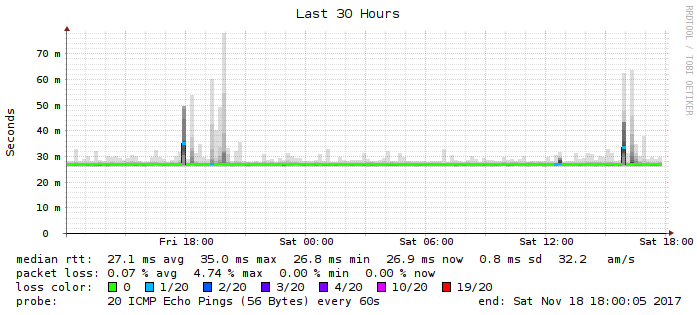 Last 30 Hours
RRDTOOL / TOBI OETIKER
Seconds
70 m
60 m
50 m
40 m
30 m
20 m
10 m
0
Fri 18:00 Sat 00:00 Sat 06:00 Sat 12:00 Sat 18:00
median rtt: 27.1 ms avg 35.0 ms max 26.8 ms min 26.9 ms now 0.8 ms sd 32.2 am/s
packet loss: 0.07 % avg 4.74 % max 0.00 % min 0.00 % now
loss color: 0 1/20 2/20 3/20 4/20 10/20 19/20
probe: 20 ICMP Echo Pings (56 Bytes) every 60s end: Sat Nov 18 18:00:05 2017